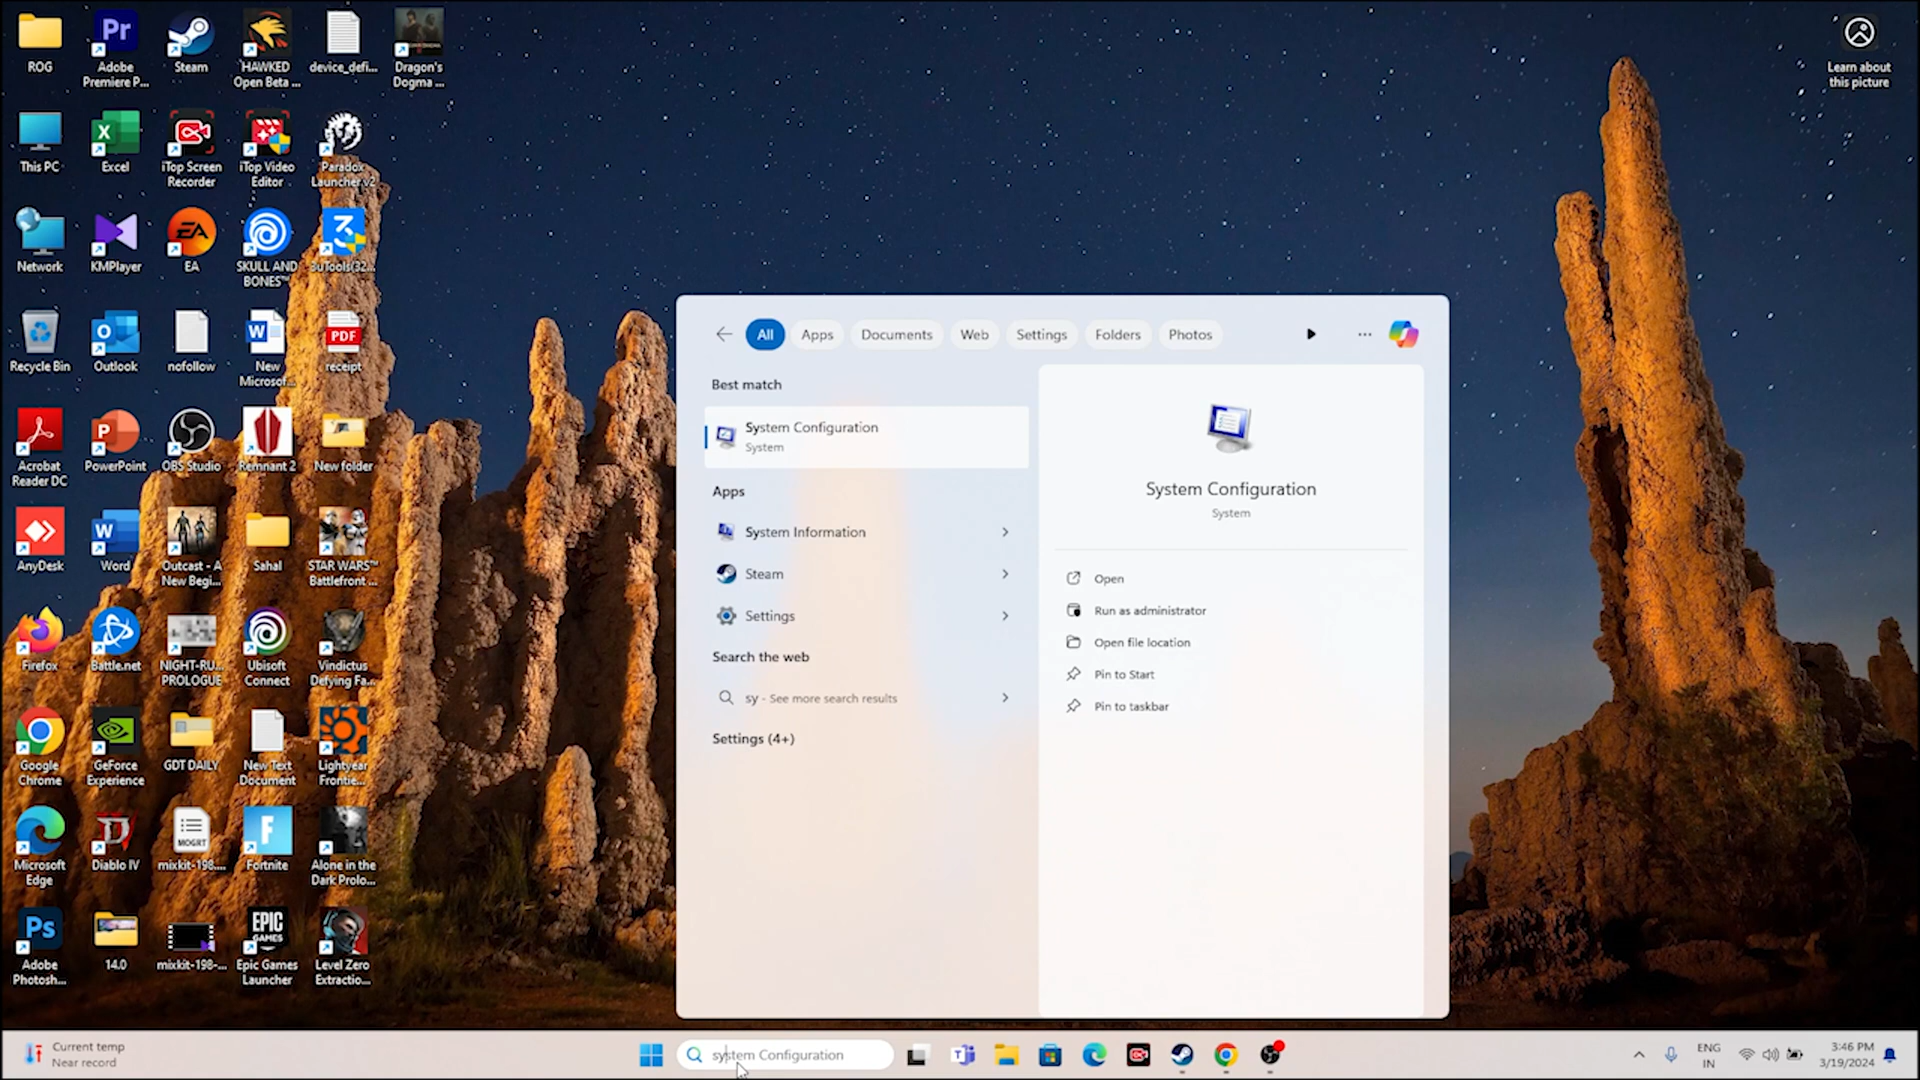 ROG
Adobe
Premiere P...
Steam
HAWKED
Open Beta ...
device_defi...
Dragon's
Dogma ...
Learn about
this picture
This PC
Excel
iTop Screen
Recorder
iTop Video
Editor
Paradox
Launcher v2
Network
KMPlayer
EA
SKULL AND
BONES™
3uTools(32...
Recycle Bin
Outlook
nofollow
New
Microsof...
PDF
receipt
Acrobat
Reader DC
PowerPoint
OBS Studio
Remnant 2
New folder
AnyDesk
Word
Outcast - A
New Begi...
Sahal
STAR WARS™
Battlefront ...
Firefox
Battle.net
NIGHT-RU...
PROLOGUE
Ubisoft
Connect
Vindictus
Defying Fa...
Google
Chrome
GeForce
Experience
GDT DAILY
New Text
Document
Lightyear
Frontie...
Microsoft
Edge
Diablo IV
MOGRT
mixkit-198....
Fortnite
Alone in the
Dark Prolo...
Adobe
Photosh...
14.0
mixkit-198-...
EPIC
GAMES
Epic Games
Launcher
Level Zero
Extractio...
All
Apps
Documents
Web
Settings
Folders
Photos
Best match
System Configuration
System
Apps
System Information
Steam
Settings
Search the web
sy - See more search results
Settings (4+)
System Configuration
System
Open
Run as administrator
Open file location
Pin to Start
Pin to taskbar
Current temp
Near record
system Configuration
ENG
IN
3:46 PM
3/19/2024